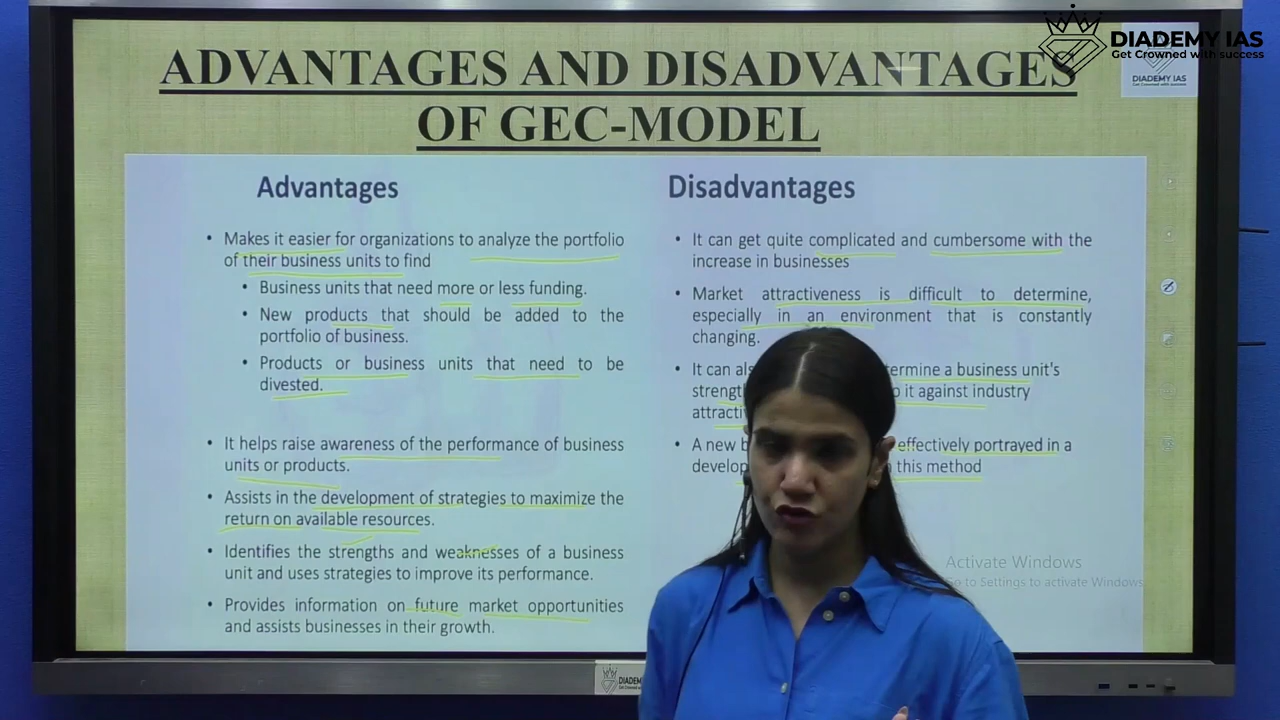 DIADEMY IAS
Get Crowned with success
DIADEMY IAS
Get Crowned with success
ADVANTAGES AND DISADVANTAGES
OF GEC-MODEL
Advantages
• Makes it easier for organizations to analyze the portfolio
of their business units to find
• Business units that need more or less funding.
• New products that should be added to the
portfolio of business.
• Products or business units that need to be
divested.
• It helps raise awareness of the performance of business
units or products.
• Assists in the development of strategies to maximize the
return on available resources.
• Identifies the strengths and weaknesses of a business
unit and uses strategies to improve its performance.
• Provides information on future market opportunities
and assists businesses in their growth.
Disadvantages
• It can get quite complicated and cumbersome with the
increase in businesses
• Market attractiveness is difficult to determine,
especially in an environment that is constantly
changing.
• It can a business unit's
it against industry
• A new effectively portrayed in a
this method
Activate Windows
Go to Settings to activate Windows
DIADEM